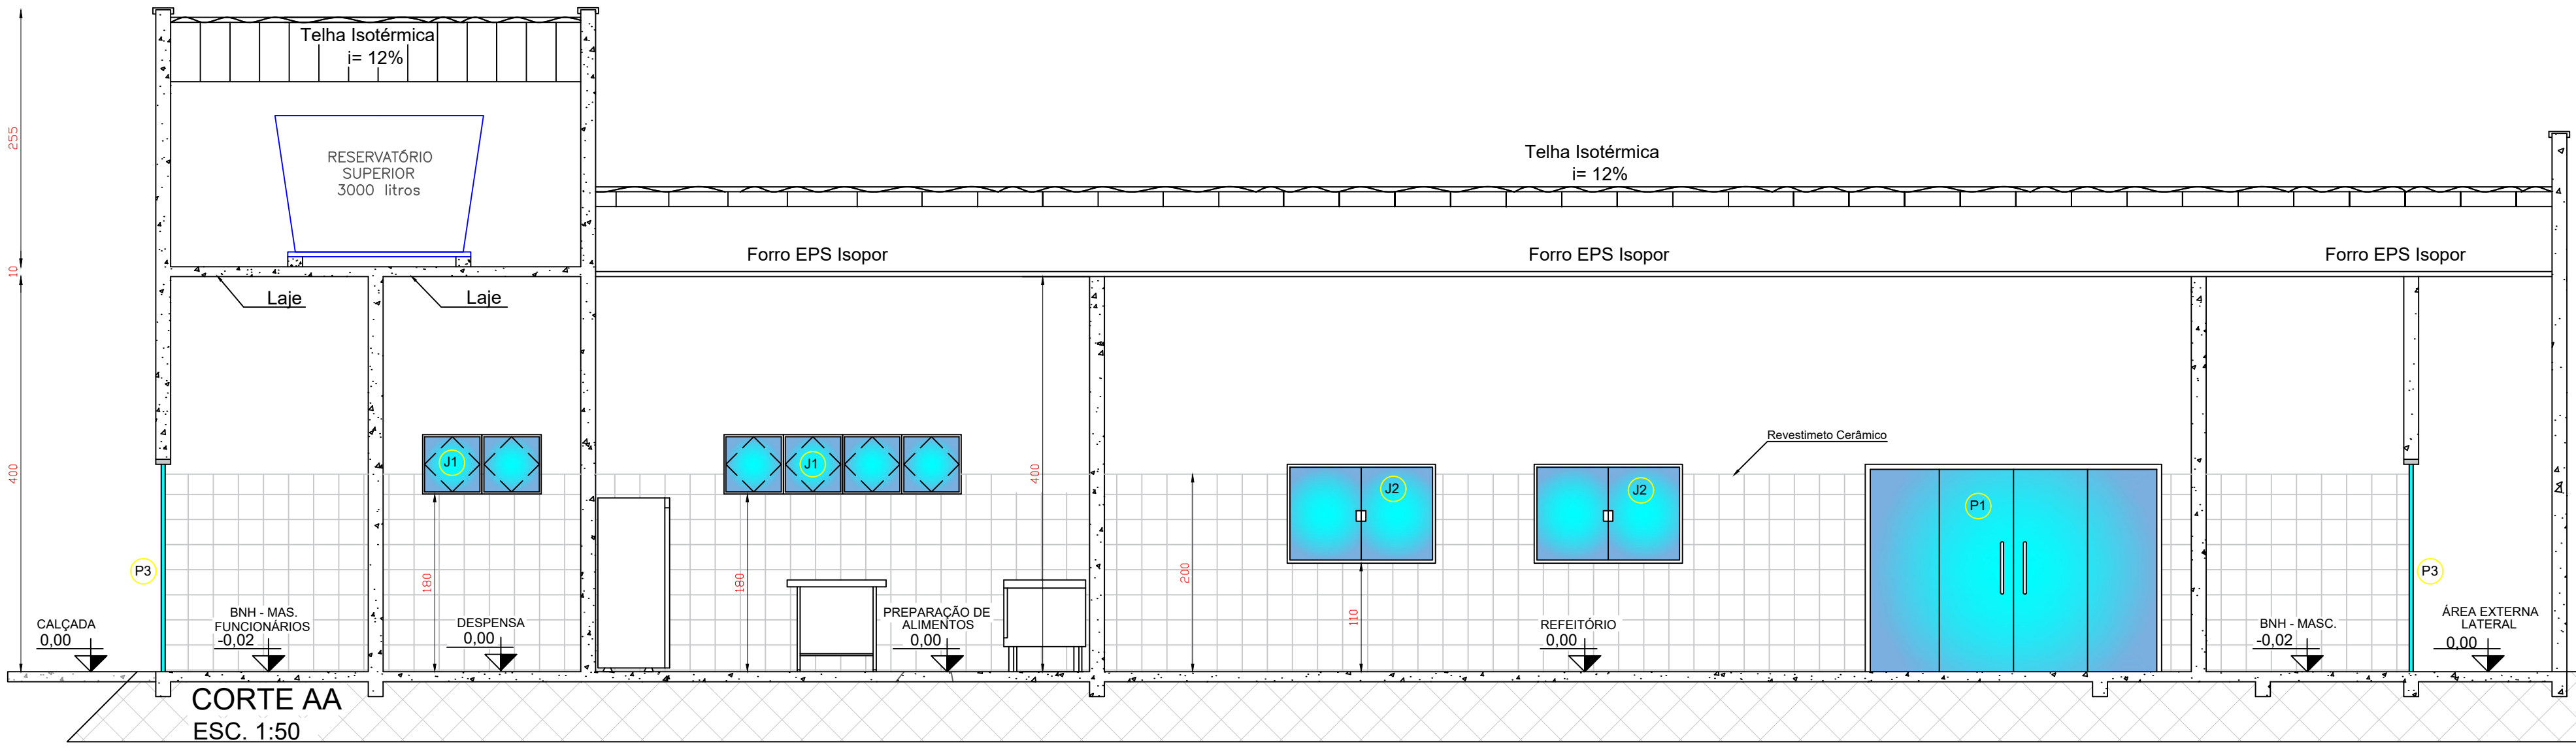 Telha Isotérmica
i= 12%
255
RESERVATÓRIO
SUPERIOR
3000 litros
Telha Isotérmica
i= 12%
10
Forro EPS Isopor
Forro EPS Isopor
Forro EPS Isopor
Laje
Laje
400
J1
J1
400
J2
J2
Revestimeto Cerâmico
P1
P3
180
180
200
110
P3
CALÇADA
0,00
BNH - MAS.
FUNCIONÁRIOS
-0,02
DESPENSA
0,00
PREPARAÇÃO DE
ALIMENTOS
0,00
REFEITÓRIO
0,00
BNH - MASC.
-0,02
ÁREA EXTERNA
LATERAL
0,00
CORTE AA
ESC. 1:50